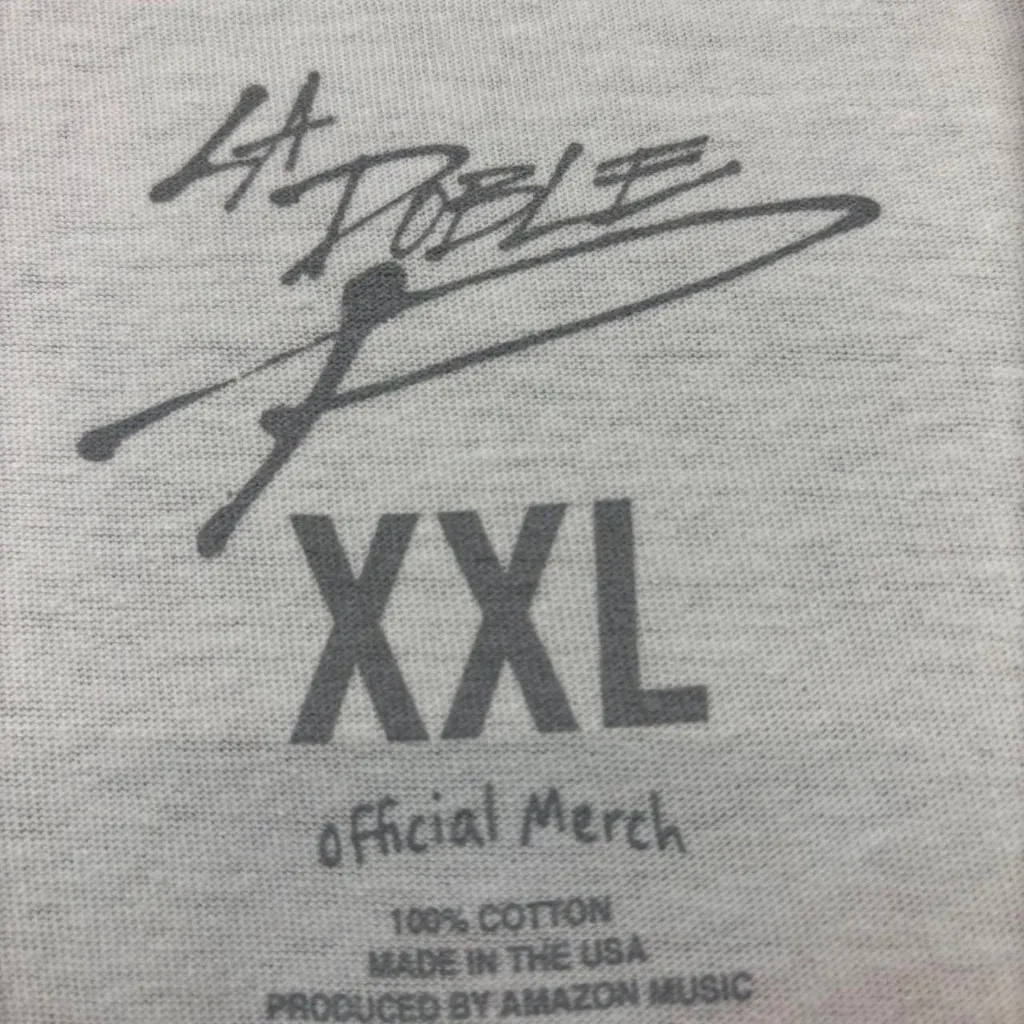 LA
DOBLE
XXL
official Merch
100% COTTON
MADE IN THE USA
PRODUCED BY AMAZON MUSIC